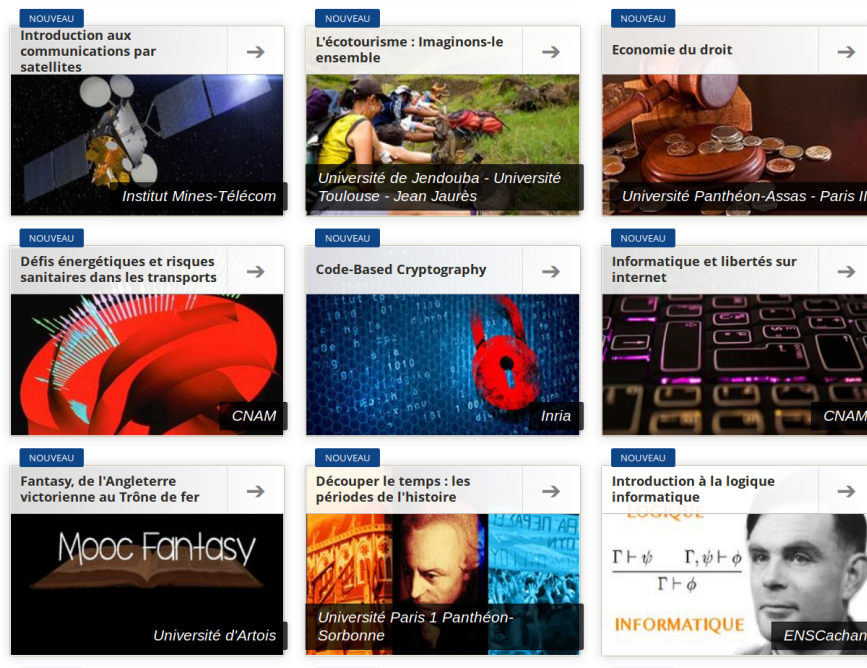 NOUVEAU
Introduction aux
communications par
satellites
Institut Mines-Télécom
NOUVEAU
L'écotourisme : Imaginons-le
ensemble
Université de Jendouba - Université
Toulouse - Jean Jaurès
NOUVEAU
Economie du droit
Université Panthéon-Assas - Paris II
NOUVEAU
Défis énergétiques et risques
sanitaires dans les transports
CNAM
NOUVEAU
Code-Based Cryptography
Inria
NOUVEAU
Informatique et libertés sur
internet
CNAM
NOUVEAU
Fantasy, de l'Angleterre
victorienne au Trône de fer
Mooc Fantasy
Université d'Artois
NOUVEAU
Découper le temps : les
périodes de l'histoire
Université Paris 1 Panthéon-
Sorbonne
NOUVEAU
Introduction à la logique
informatique
LOGIQUE
Γ ⊢ ψ Γ, ψ ⊢ ϕ
Γ ⊢ ϕ
INFORMATIQUE
ENSCachan